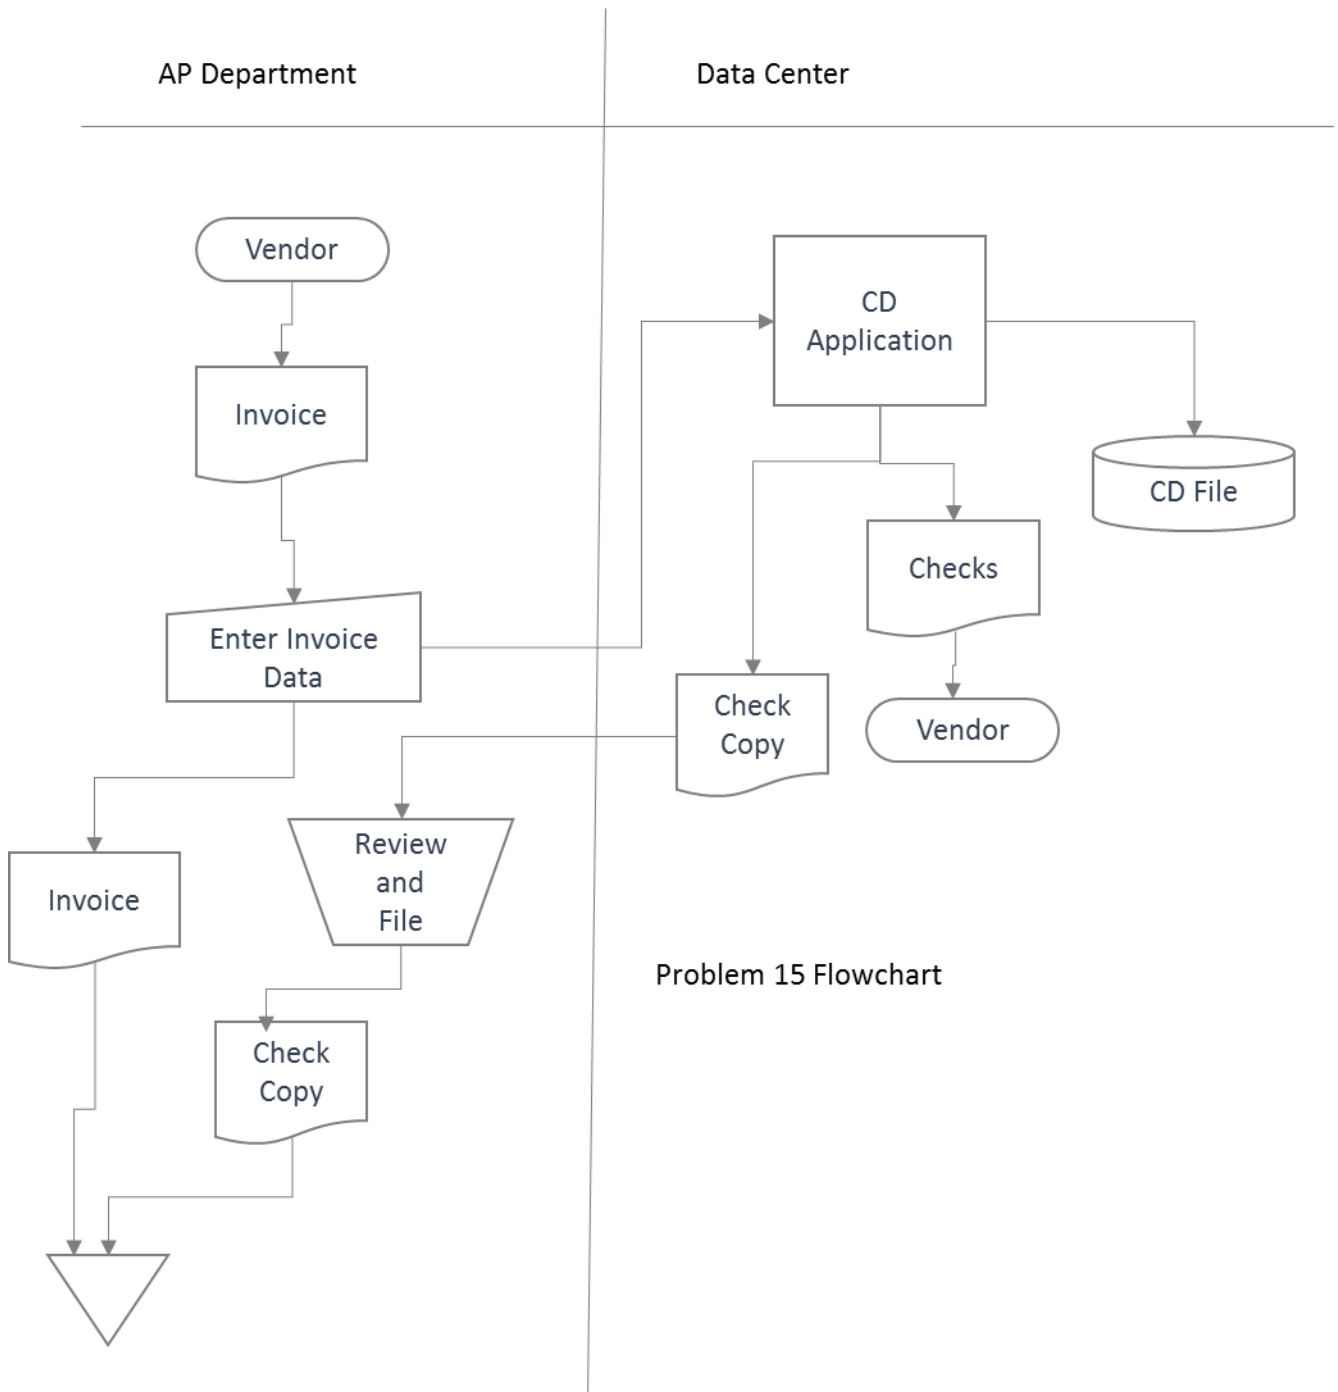 AP Department
Data Center
Vendor
Invoice
Enter Invoice
Data
Invoice
Review
and
File
Check
Copy
CD
Application
CD File
Checks
Check
Copy
Vendor
Problem 15 Flowchart